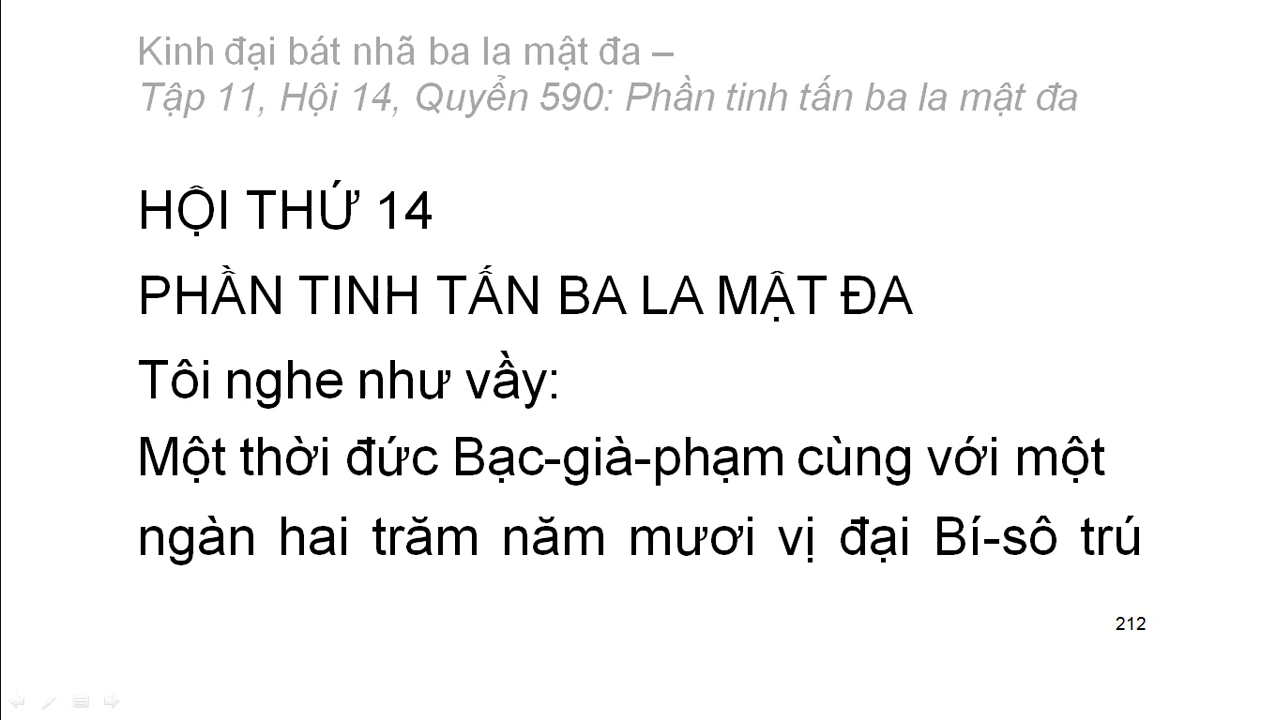 Kinh đại bát nhã ba la mật đa –
Tập 11, Hội 14, Quyển 590: Phần tinh tấn ba la mật đa
HỘI THỨ 14
PHẦN TINH TẤN BA LA MẬT ĐA
Tôi nghe như vầy:
Một thời đức Bạc-già-phạm cùng với một
ngàn hai trăm năm mươi vị đại Bí-sô trú
212